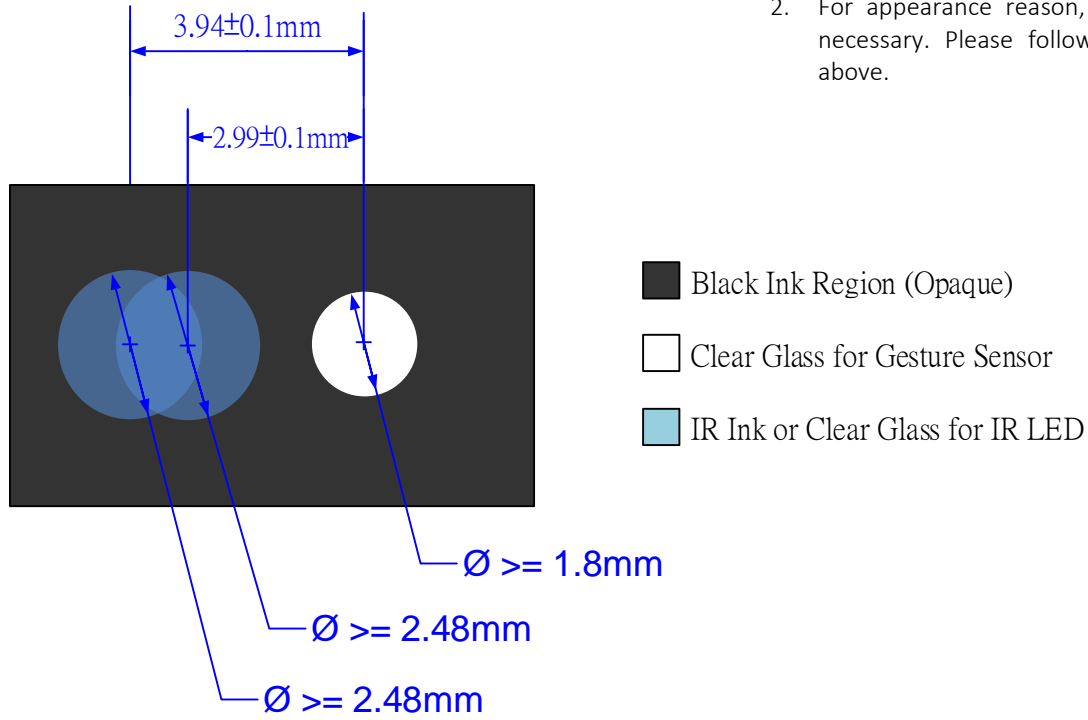 2. For appearance reason,
necessary. Please follow
above.
3.94±0.1mm
2.99±0.1mm
Black Ink Region (Opaque)
Clear Glass for Gesture Sensor
IR Ink or Clear Glass for IR LED
Ø >= 1.8mm
Ø >= 2.48mm
Ø >= 2.48mm